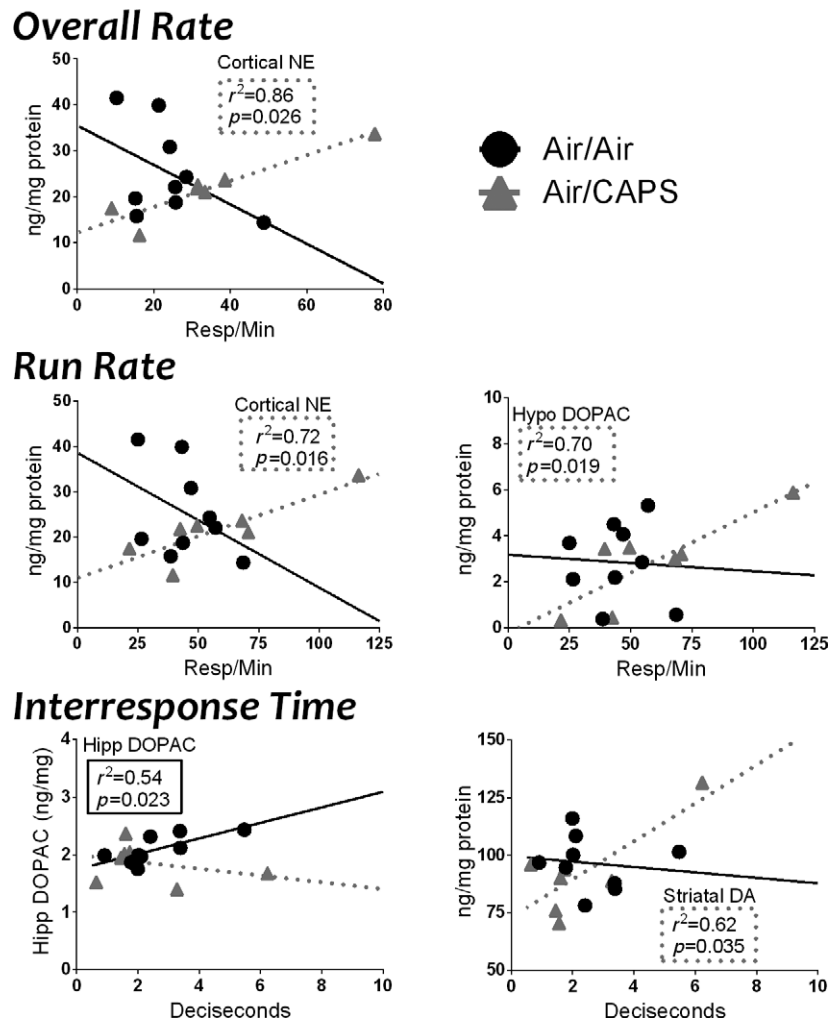 Overall Rate
Cortical NE
r²=0.86
p=0.026
50
40
30
20
10
0
ng/mg protein
0 20 40 60 80
Resp/Min
Air/Air
Air/CAPS
Run Rate
Cortical NE
r²=0.72
p=0.016
50
40
30
20
10
0
ng/mg protein
0 25 50 75 100 125
Resp/Min
Hypo DOPAC
r²=0.70
p=0.019
10
8
6
4
2
0
ng/mg protein
0 25 50 75 100 125
Resp/Min
Interresponse Time
Hipp DOPAC
r²=0.54
p=0.023
4
3
2
1
0
Hipp DOPAC (ng/mg)
0 2 4 6 8 10
Deciseconds
150
125
100
75
50
ng/mg protein
Striatal DA
r²=0.62
p=0.035
0 2 4 6 8 10
Deciseconds